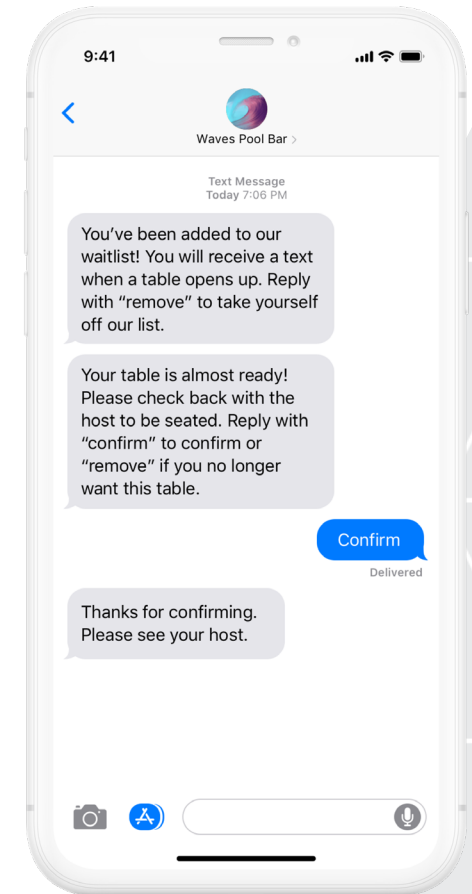 9:41
Waves Pool Bar
Text Message
Today 7:06 PM
You’ve been added to our
waitlist! You will receive a text
when a table opens up. Reply
with “remove” to take yourself
off our list.
Your table is almost ready!
Please check back with the
host to be seated. Reply with
“confirm” to confirm or
“remove” if you no longer
want this table.
Confirm
Delivered
Thanks for confirming.
Please see your host.